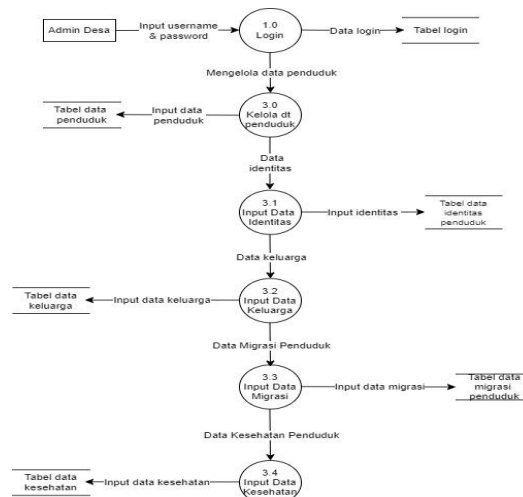 Admin Desa
Input username
& password
1.0
Login
Data login
Tabel login
Mengelola data penduduk
Tabel data
penduduk
Input data
penduduk
3.0
Kelola dt
penduduk
Data
identitas
3.1
Input Data
Identitas
Input identitas
Tabel data
identitas
penduduk
Data keluarga
Tabel data
keluarga
Input data keluarga
3.2
Input Data
Keluarga
Data Migrasi Penduduk
3.3
Input Data
Migrasi
Input data migrasi
Tabel data
migrasi
penduduk
Data Kesehatan Penduduk
Tabel data
kesehatan
Input data kesehatan
3.4
Input Data
Kesehatan